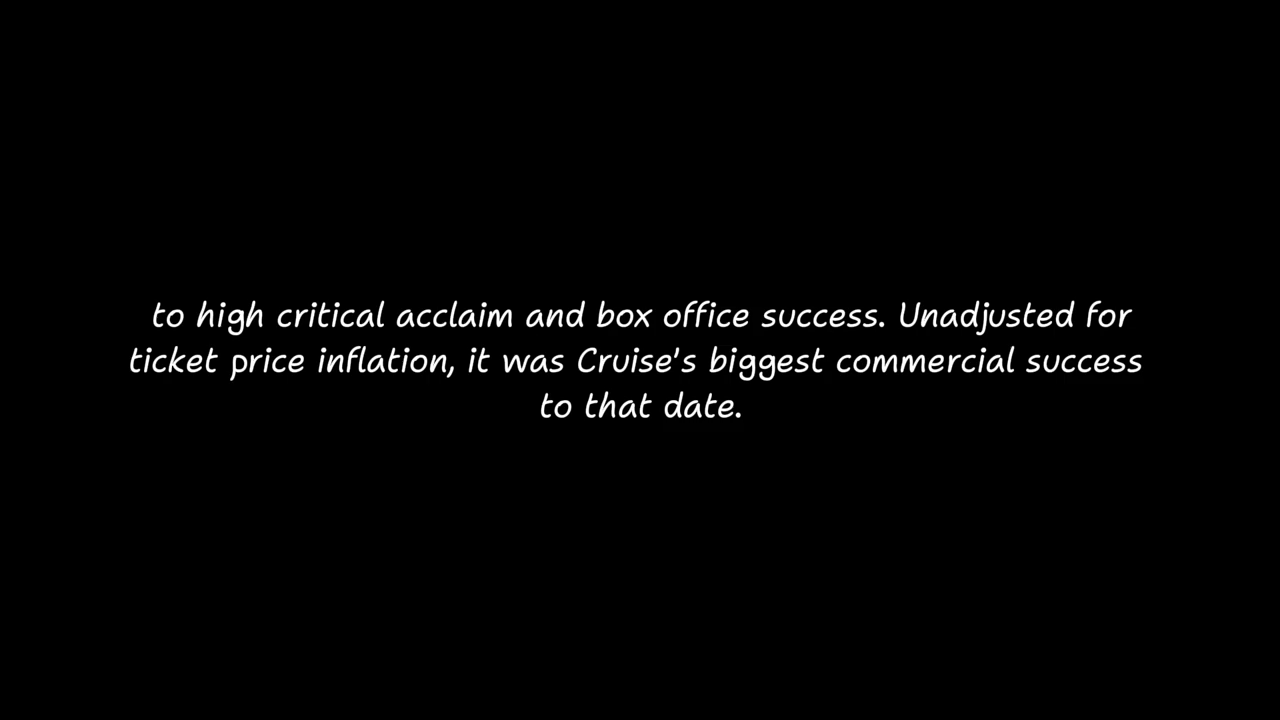 to high critical acclaim and box office success. Unadjusted for
ticket price inflation, it was Cruise's biggest commercial success
to that date.